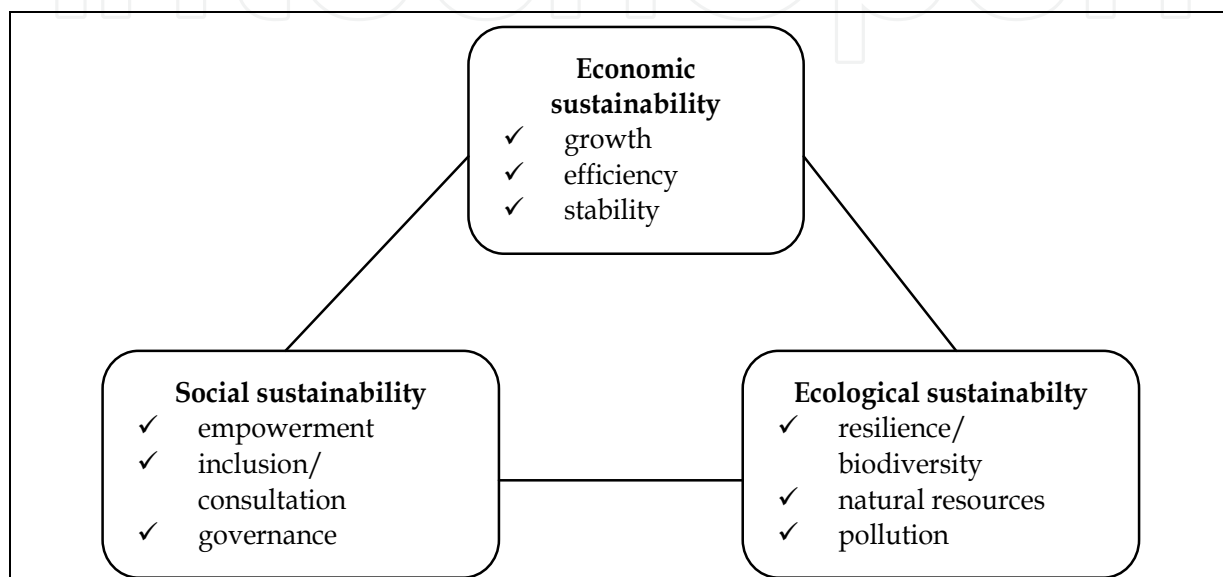 Economic
sustainability
✓ growth
✓ efficiency
✓ stability
Social sustainability
✓ empowerment
✓ inclusion/
consultation
✓ governance
Ecological sustainabilty
✓ resilience/
biodiversity
✓ natural resources
✓ pollution